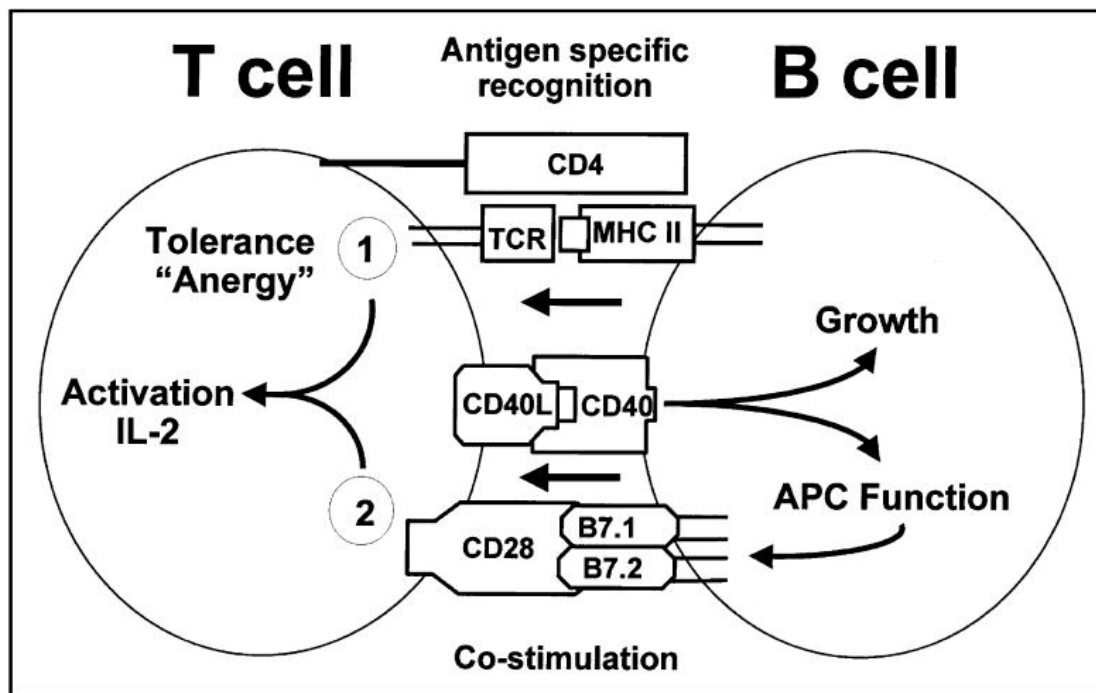 T cell
Antigen specific
recognition
B cell
CD4
TCR
MHC II
Tolerance
“Anergy”
1
Growth
Activation
IL-2
CD40L
CD40
2
APC Function
CD28
B7.1
B7.2
Co-stimulation